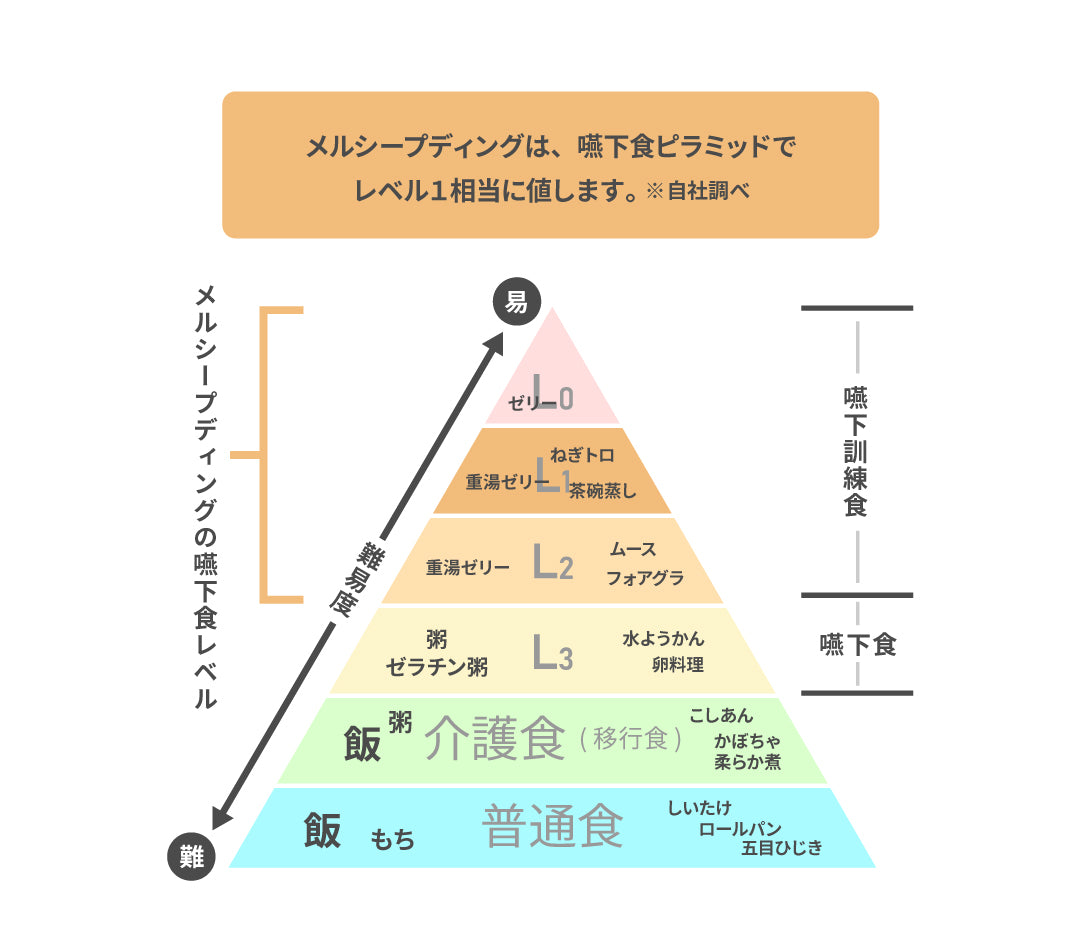 メルシープディングは、嚥下食ピラミッドで
レベル１相当に値します。※自社調べ
易
難易度
難
メルシープディングの嚥下食レベル
L0
ゼリー
L1
ねぎトロ
重湯ゼリー
茶碗蒸し
L2
重湯ゼリー
ムース
フォアグラ
L3
粥
ゼラチン粥
水ようかん
卵料理
飯
粥
介護食(移行食)
こしあん
かぼちゃ
柔らか煮
飯
もち
普通食
しいたけ
ロールパン
五目ひじき
嚥下訓練食
嚥下食